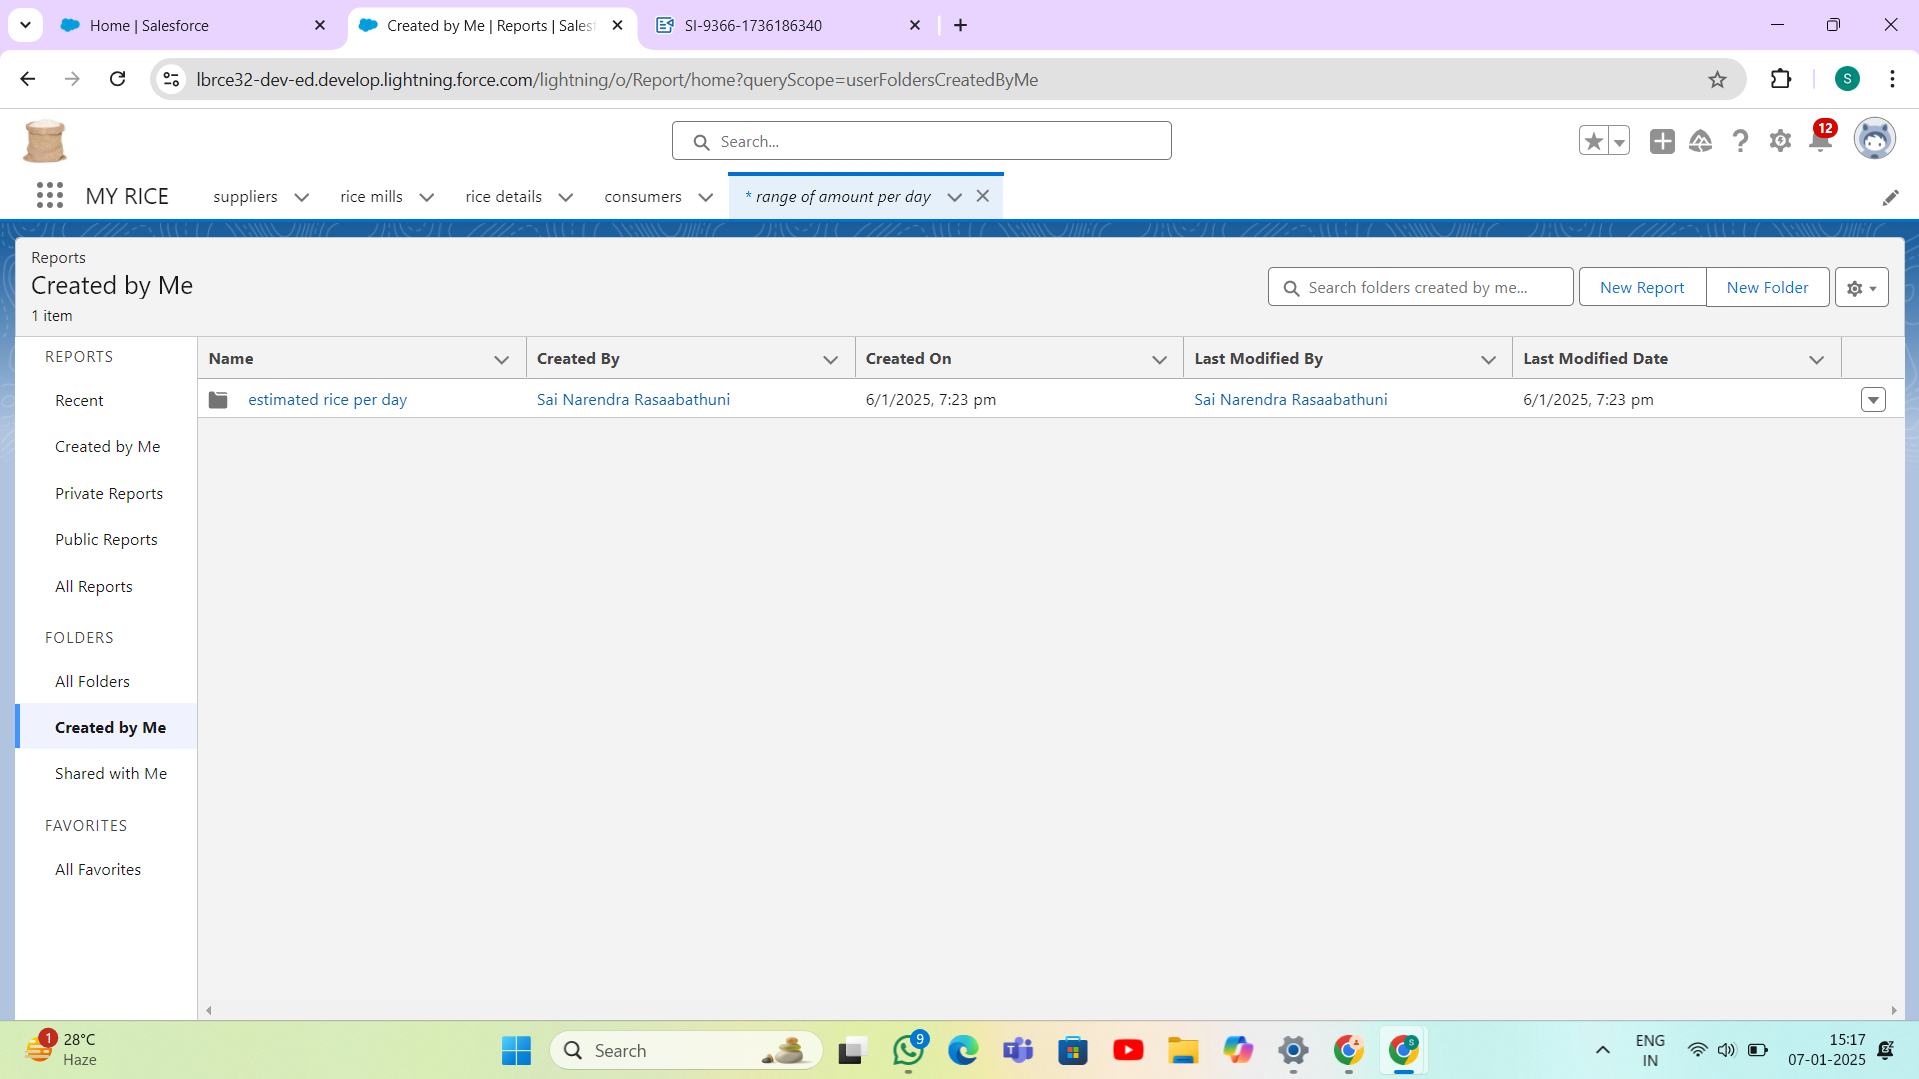 Home | Salesforce
Created by Me | Reports | Sales
SI-9366-1736186340
lbrce32-dev-ed.develop.lightning.force.com/lightning/o/Report/home?queryScope=userFoldersCreatedByMe
S
Search...
12
MY RICE
suppliers
rice mills
rice details
consumers
* range of amount per day
Reports
Created by Me
1 item
Search folders created by me...
New Report
New Folder
REPORTS
Recent
Created by Me
Private Reports
Public Reports
All Reports
FOLDERS
All Folders
Created by Me
Shared with Me
FAVORITES
All Favorites
Name
Created By
Created On
Last Modified By
Last Modified Date
estimated rice per day
Sai Narendra Rasaabathuni
6/1/2025, 7:23 pm
Sai Narendra Rasaabathuni
6/1/2025, 7:23 pm
1
28°C
Haze
Search
9
S
ENG
IN
15:17
07-01-2025